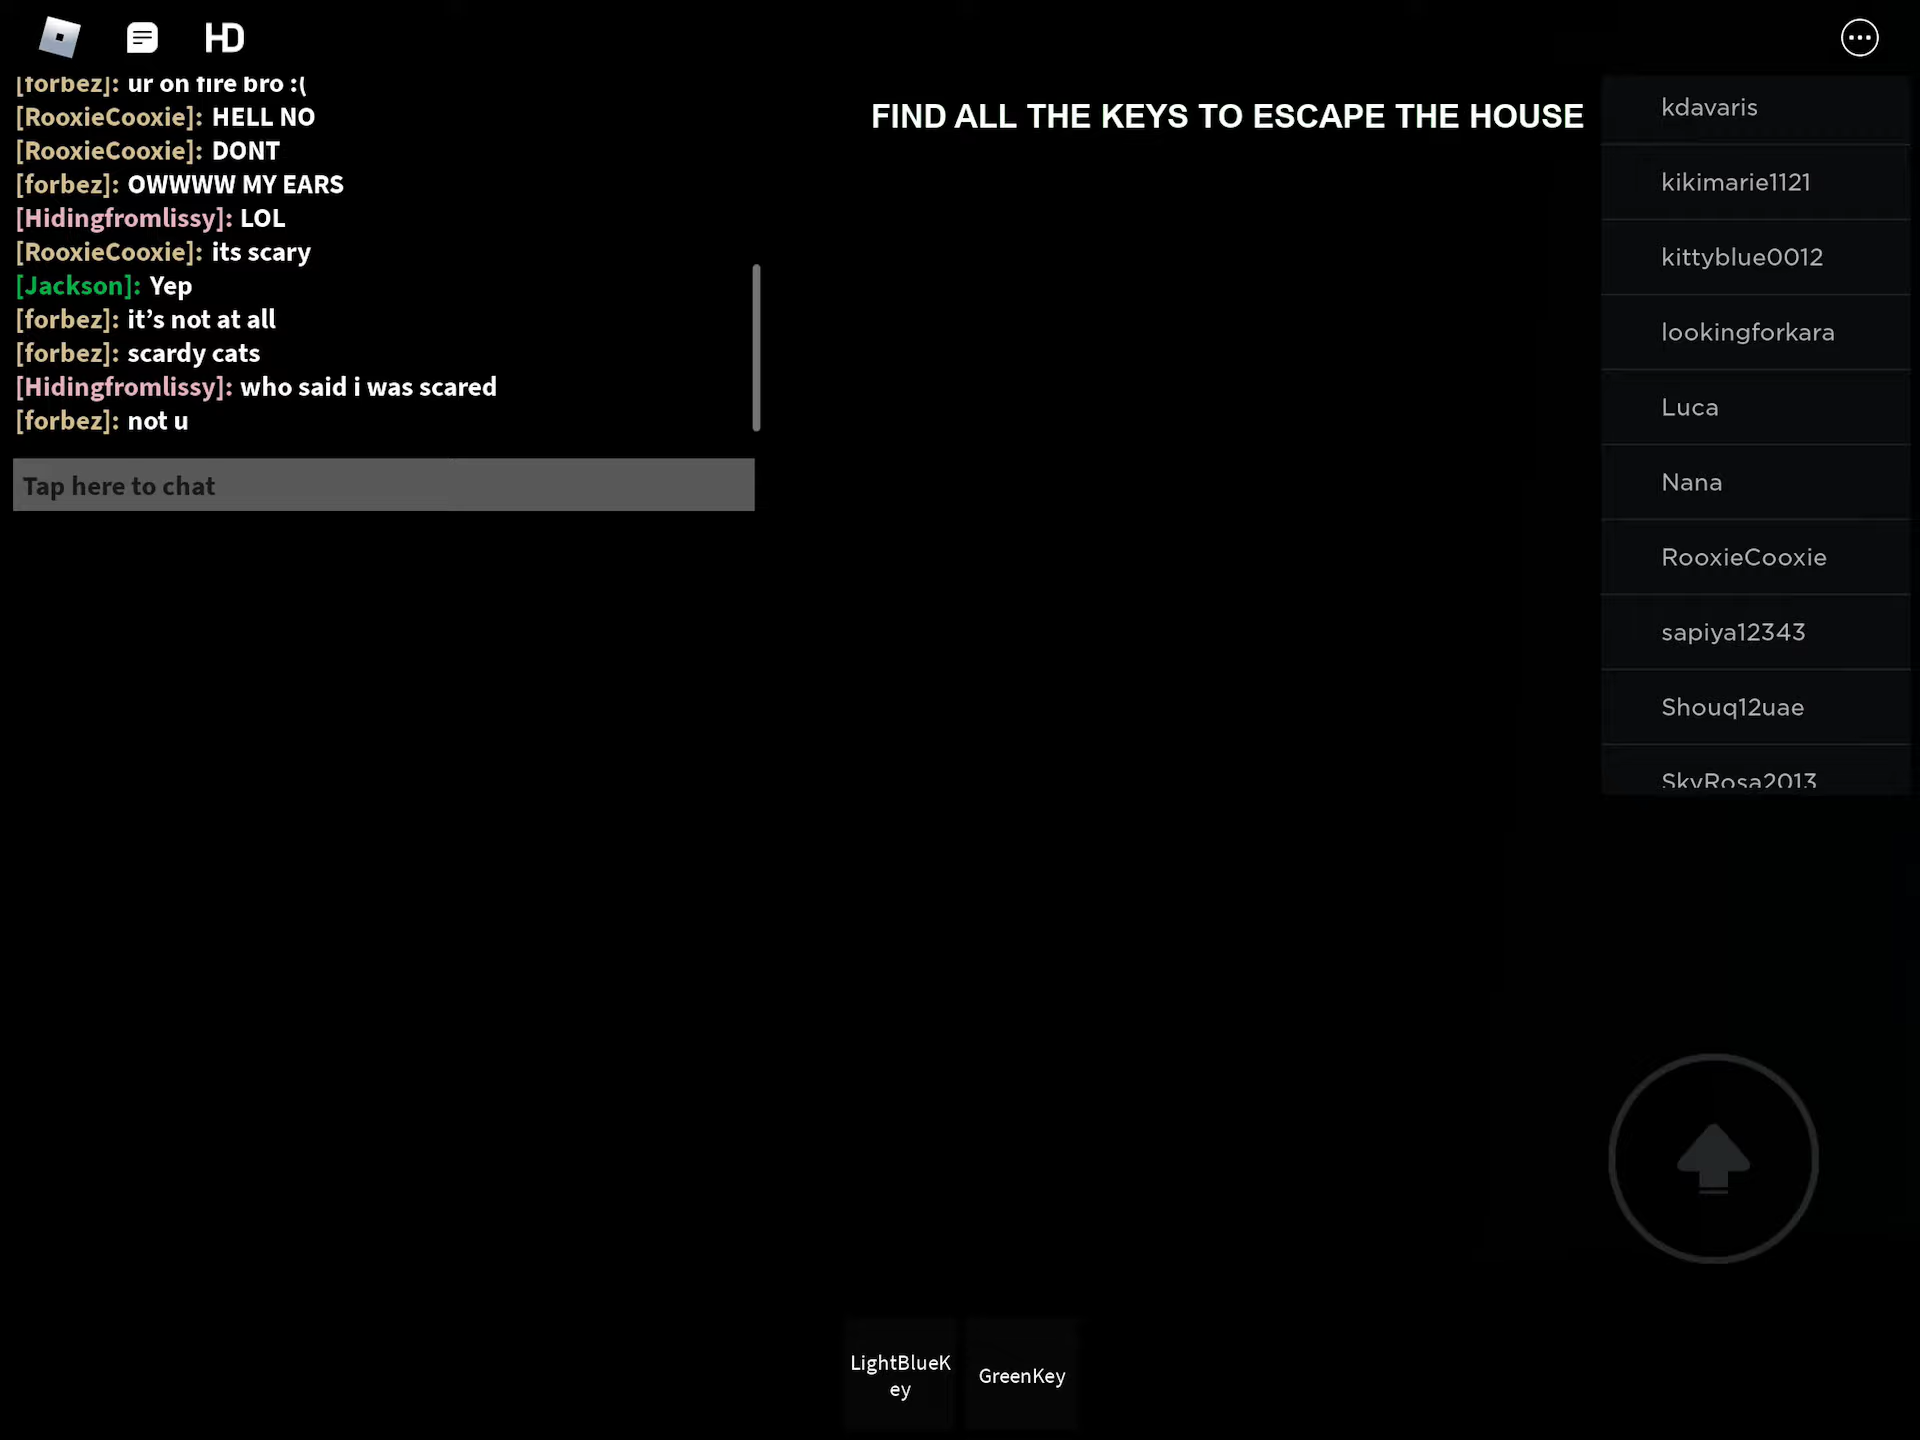 HD
[forbez]: ur on fire bro :(
[RooxieCooxie]: HELL NO
[RooxieCooxie]: DONT
[forbez]: OWWWW MY EARS
[Hidingfromlissy]: LOL
[RooxieCooxie]: its scary
[Jackson]: Yep
[forbez]: it’s not at all
[forbez]: scardy cats
[Hidingfromlissy]: who said i was scared
[forbez]: not u
Tap here to chat
FIND ALL THE KEYS TO ESCAPE THE HOUSE
kdavaris
kikimarie1121
kittyblue0012
lookingforkara
Luca
Nana
RooxieCooxie
sapiya12343
Shouq12uae
SkyRosa2013
LightBlueK
ey
GreenKey